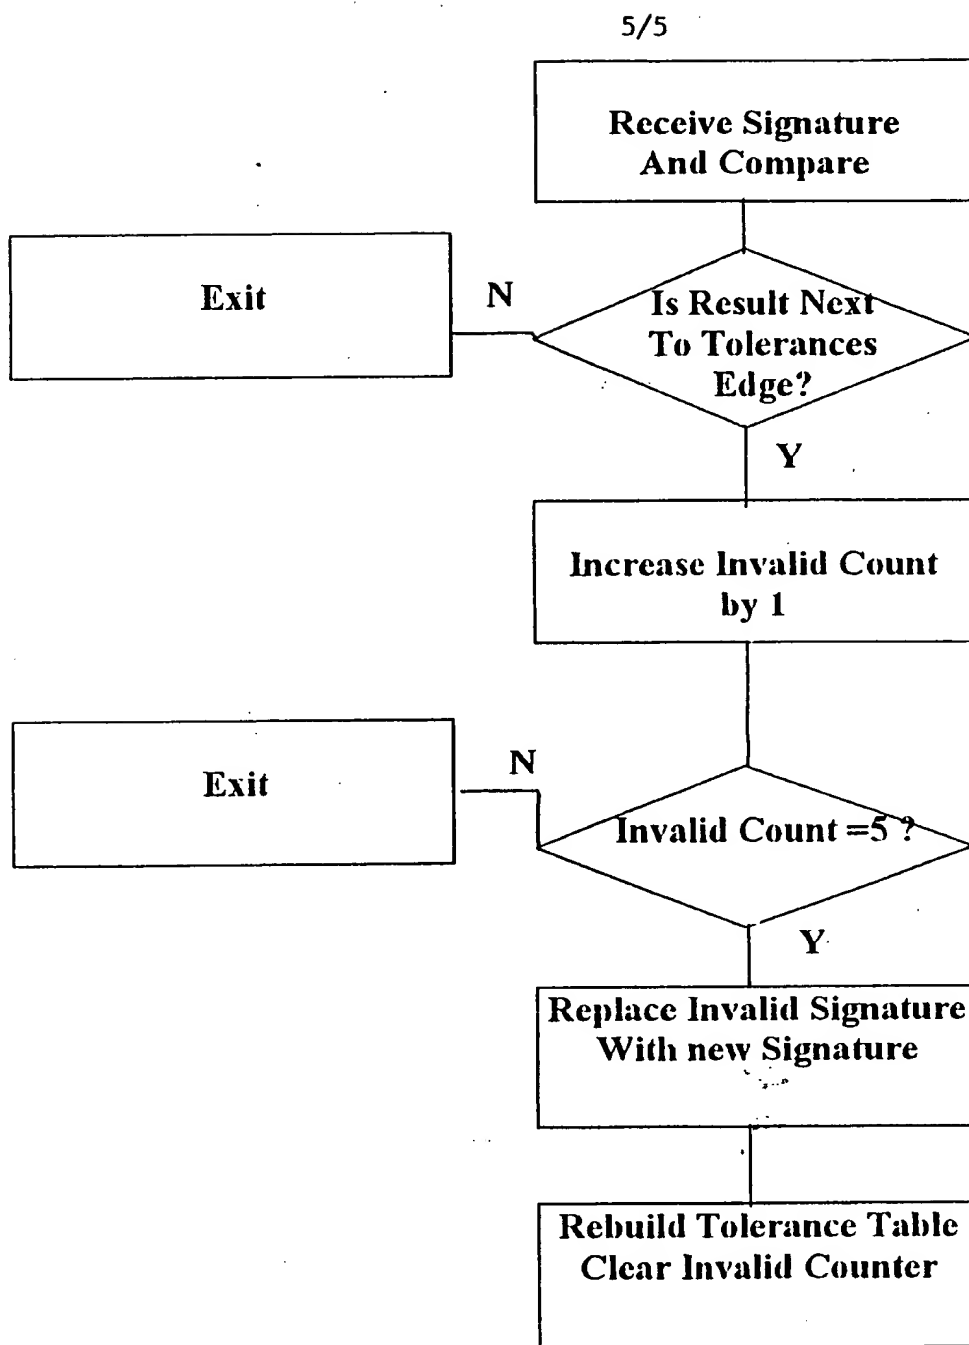 5/5
Receive Signature
And Compare
Exit
N
Is Result Next
To Tolerances
Edge?
Y
Increase Invalid Count
by 1
Exit
N
Invalid Count =5 ?
Y
Replace Invalid Signature
With new Signature
Rebuild Tolerance Table
Clear Invalid Counter